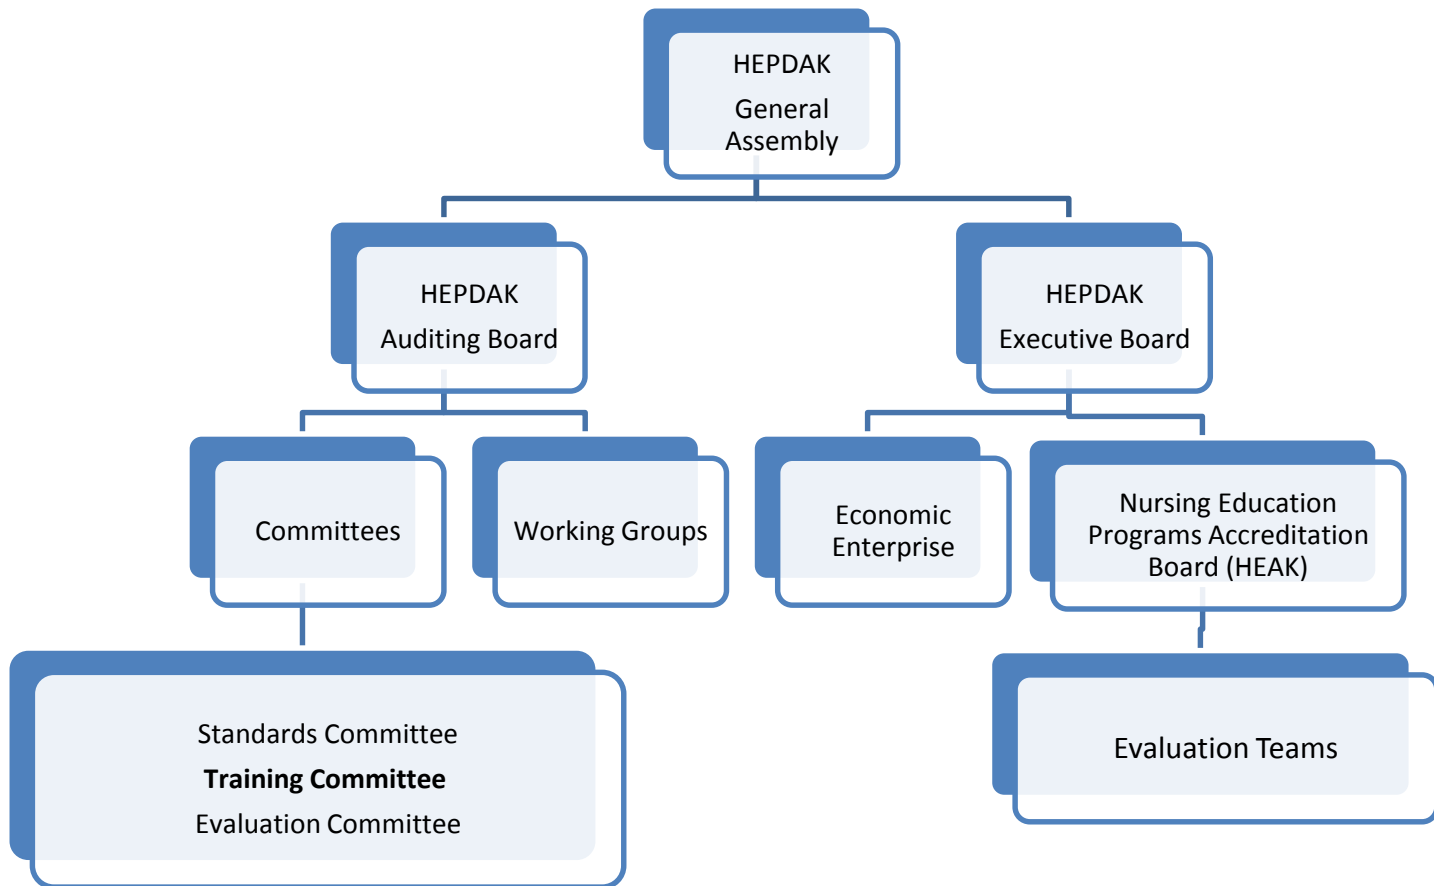 HEPDAK
General
Assembly
HEPDAK
Auditing Board
HEPDAK
Executive Board
Committees
Working Groups
Economic
Enterprise
Nursing Education
Programs Accreditation
Board (HEAK)
Standards Committee
Training Committee
Evaluation Committee
Evaluation Teams